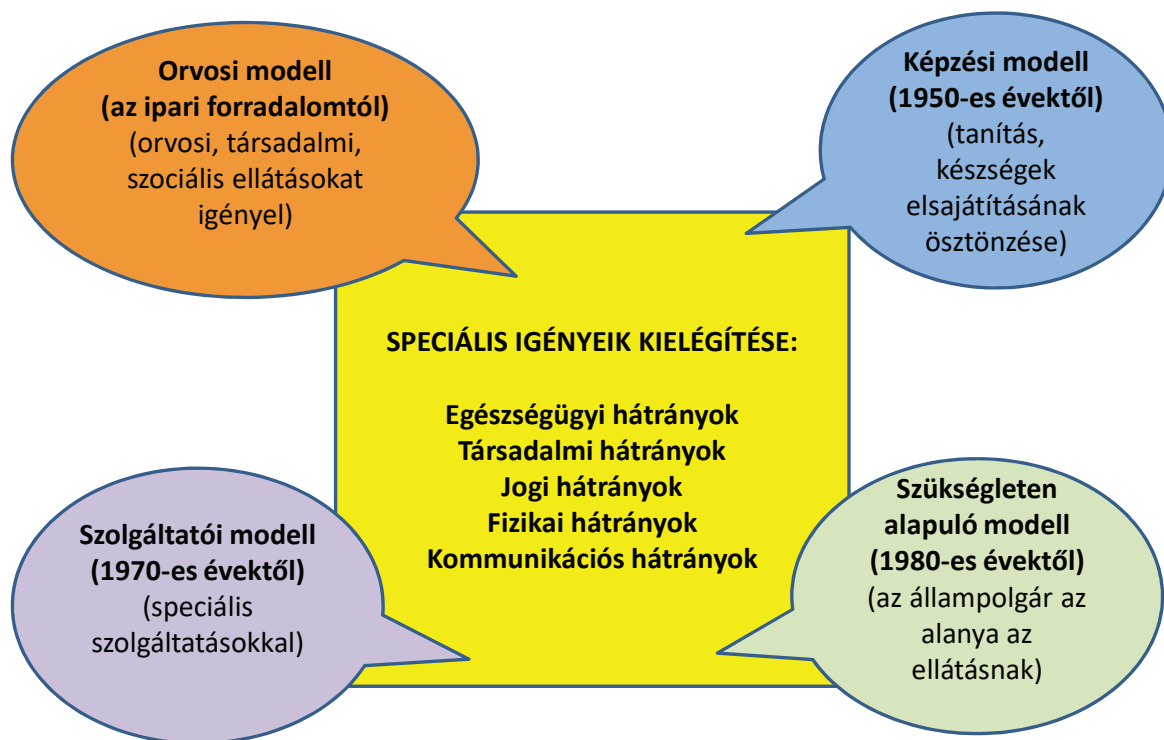 Orvosi modell
(az ipari forradalomtól)
(orvosi, társadalmi,
szociális ellátásokat
igényel)
Képzési modell
(1950-es évektől)
(tanítás,
készségek
elsajátításának
ösztönzése)
SPECIÁLIS IGÉNYEIK KIELÉGÍTÉSE:
Egészségügyi hátrányok
Társadalmi hátrányok
Jogi hátrányok
Fizikai hátrányok
Kommunikációs hátrányok
Szolgáltatói modell
(1970-es évektől)
(speciális
szolgáltatásokkal)
Szükségleten
alapuló modell
(1980-es évektől)
(az állampolgár az
alanya az
ellátásnak)